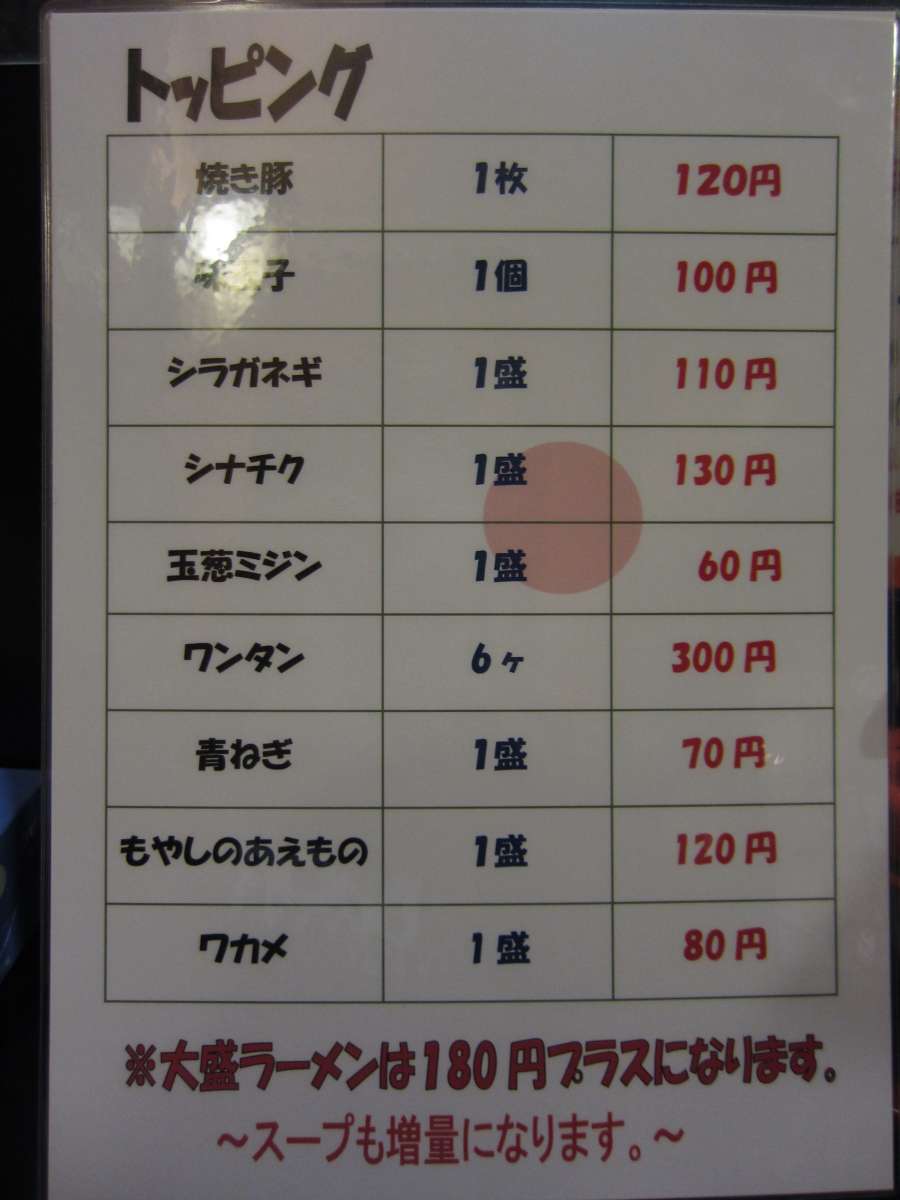 トッピング
焼き豚 1枚 120円
味玉子 1個 100円
シラガネギ 1盛 110円
シナチク 1盛 130円
玉葱ミジン 1盛 60円
ワンタン 6ヶ 300円
青ねぎ 1盛 70円
もやしのあえもの 1盛 120円
ワカメ 1盛 80円
※大盛ラーメンは180円プラスになります。
～スープも増量になります。～